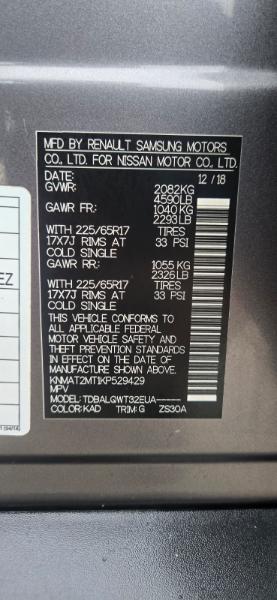 MFD BY RENAULT SAMSUNG MOTORS
CO., LTD. FOR NISSAN MOTOR CO., LTD.
DATE: 12 / 18
GVWR: 2082KG
4590LB
GAWR FR: 1040 KG
2293LB
WITH 225/65R17 TIRES
17X7J RIMS AT 33 PSI
COLD SINGLE
GAWR RR: 1055 KG
2326LB
WITH 225/65R17 TIRES
17X7J RIMS AT 33 PSI
COLD SINGLE
THIS VEHICLE CONFORMS TO
ALL APPLICABLE FEDERAL
MOTOR VEHICLE SAFETY AND
THEFT PREVENTION STANDARDS
IN EFFECT ON THE DATE OF
MANUFACTURE SHOWN ABOVE.
KNMAT2MT1KP529429
MPV
MODEL: TDBALGWT32EUA-----
COLOR: KAD TRIM: G ZS30A
EZ